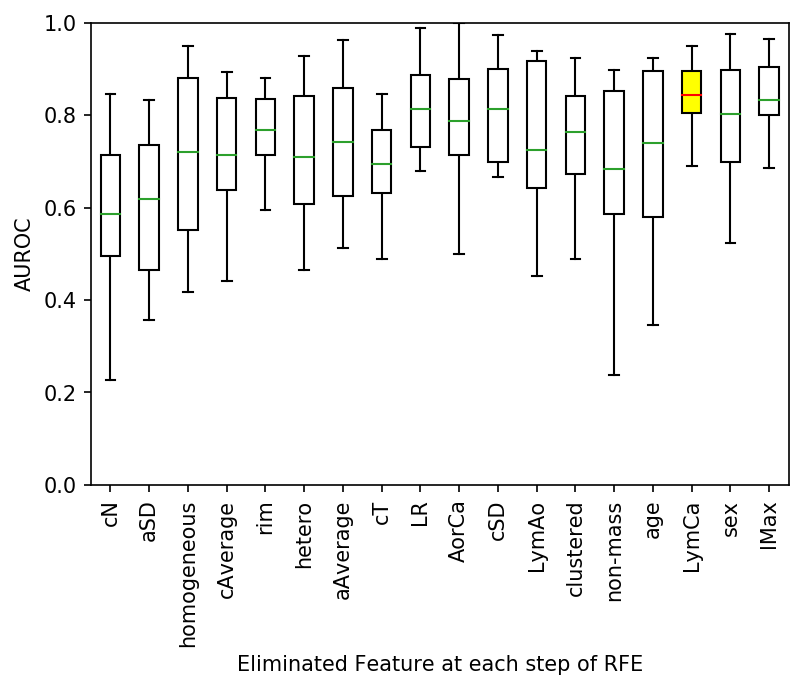 1.0
0.8
0.6
0.4
0.2
0.0
AUROC
cN
aSD
homogeneous
cAverage
rim
hetero
aAverage
cT
LR
AorCa
cSD
LymAo
clustered
non-mass
age
LymCa
sex
lMax
Eliminated Feature at each step of RFE